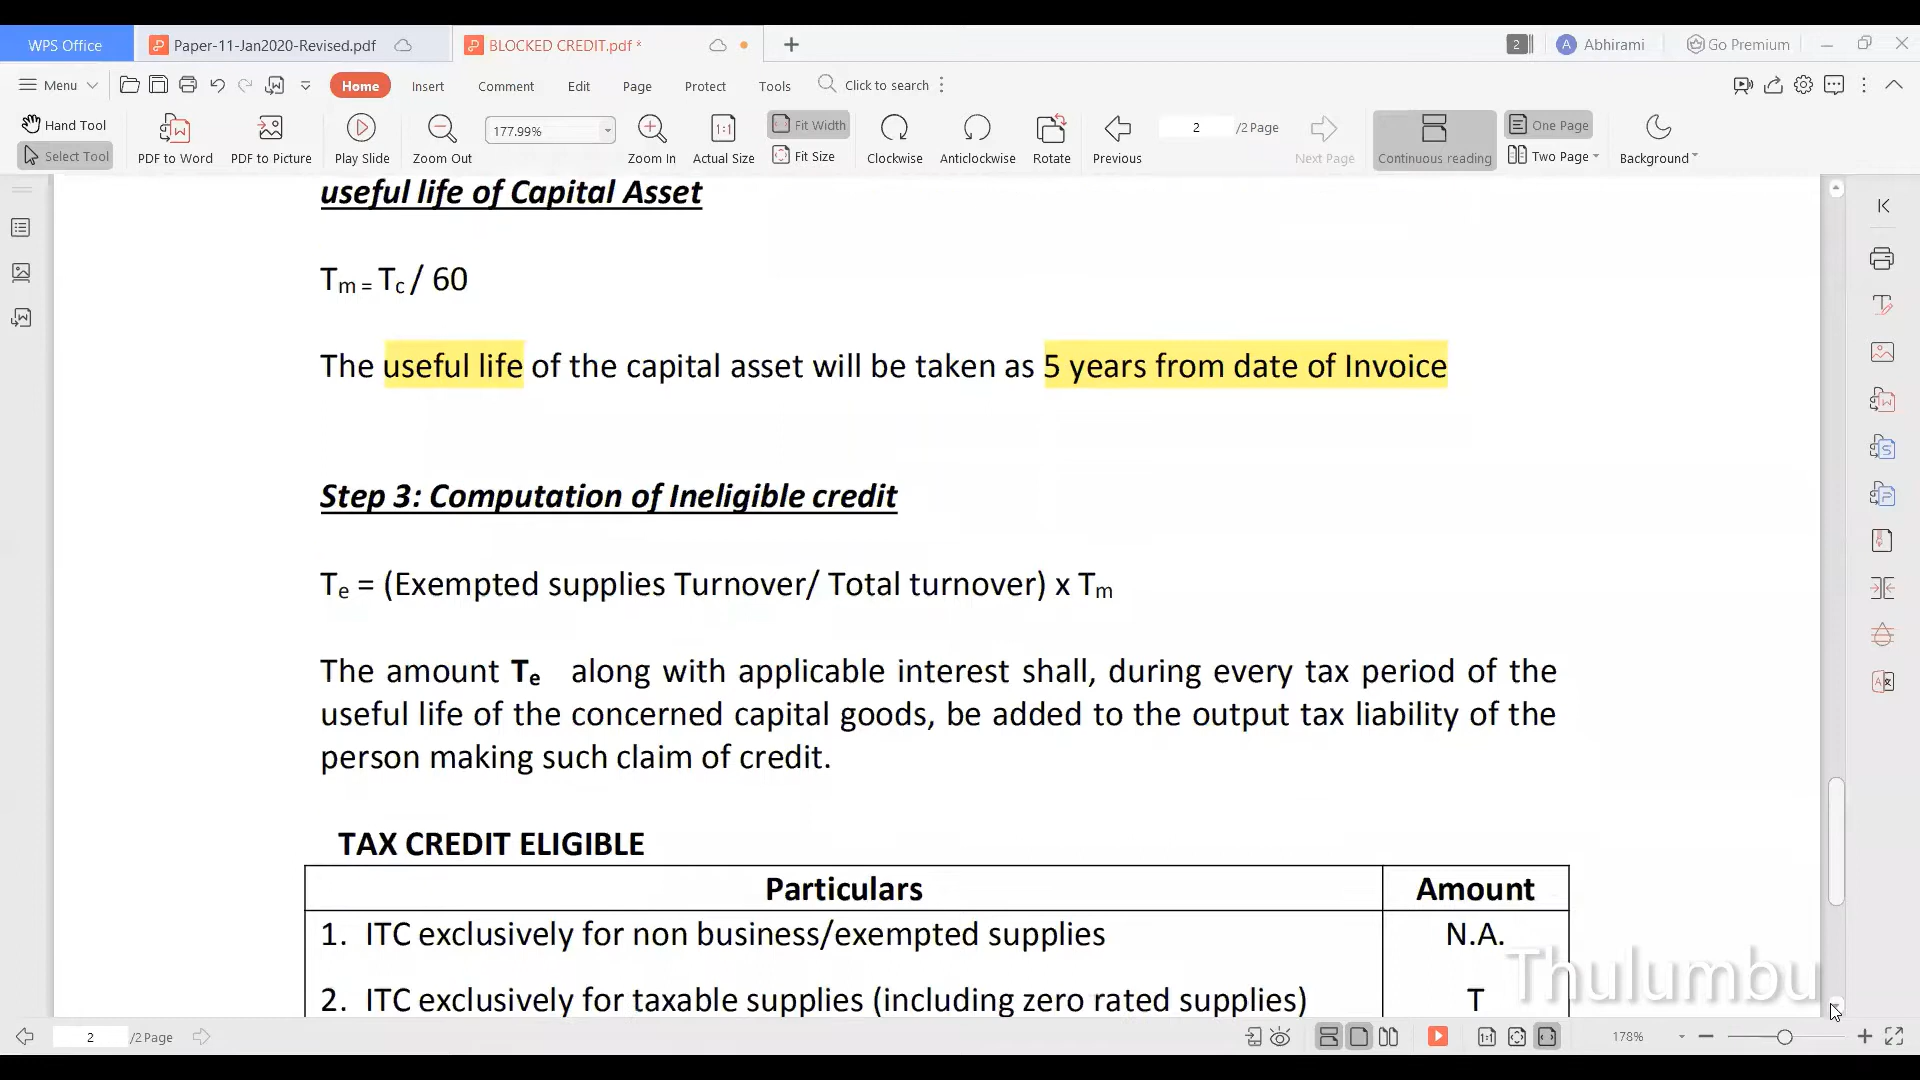 WPS Office
Paper-11-Jan2020-Revised.pdf
BLOCKED CREDIT.pdf *
2
A Abhirami
Go Premium
Menu
Home
Insert
Comment
Edit
Page
Protect
Tools
Click to search
Hand Tool
Select Tool
PDF to Word
PDF to Picture
Play Slide
Zoom Out
177.99%
Zoom In
Actual Size
Fit Width
Fit Size
Clockwise
Anticlockwise
Rotate
Previous
2 /2 Page
Next Page
Continuous reading
One Page
Two Page
Background
useful life of Capital Asset
Tm = Tc / 60
The useful life of the capital asset will be taken as 5 years from date of Invoice
Step 3: Computation of Ineligible credit
Te = (Exempted supplies Turnover/ Total turnover) x Tm
The amount Te along with applicable interest shall, during every tax period of the
useful life of the concerned capital goods, be added to the output tax liability of the
person making such claim of credit.
TAX CREDIT ELIGIBLE
Particulars Amount
1. ITC exclusively for non business/exempted supplies N.A.
2. ITC exclusively for taxable supplies (including zero rated supplies) T
Thulumbu
2 /2 Page
178%